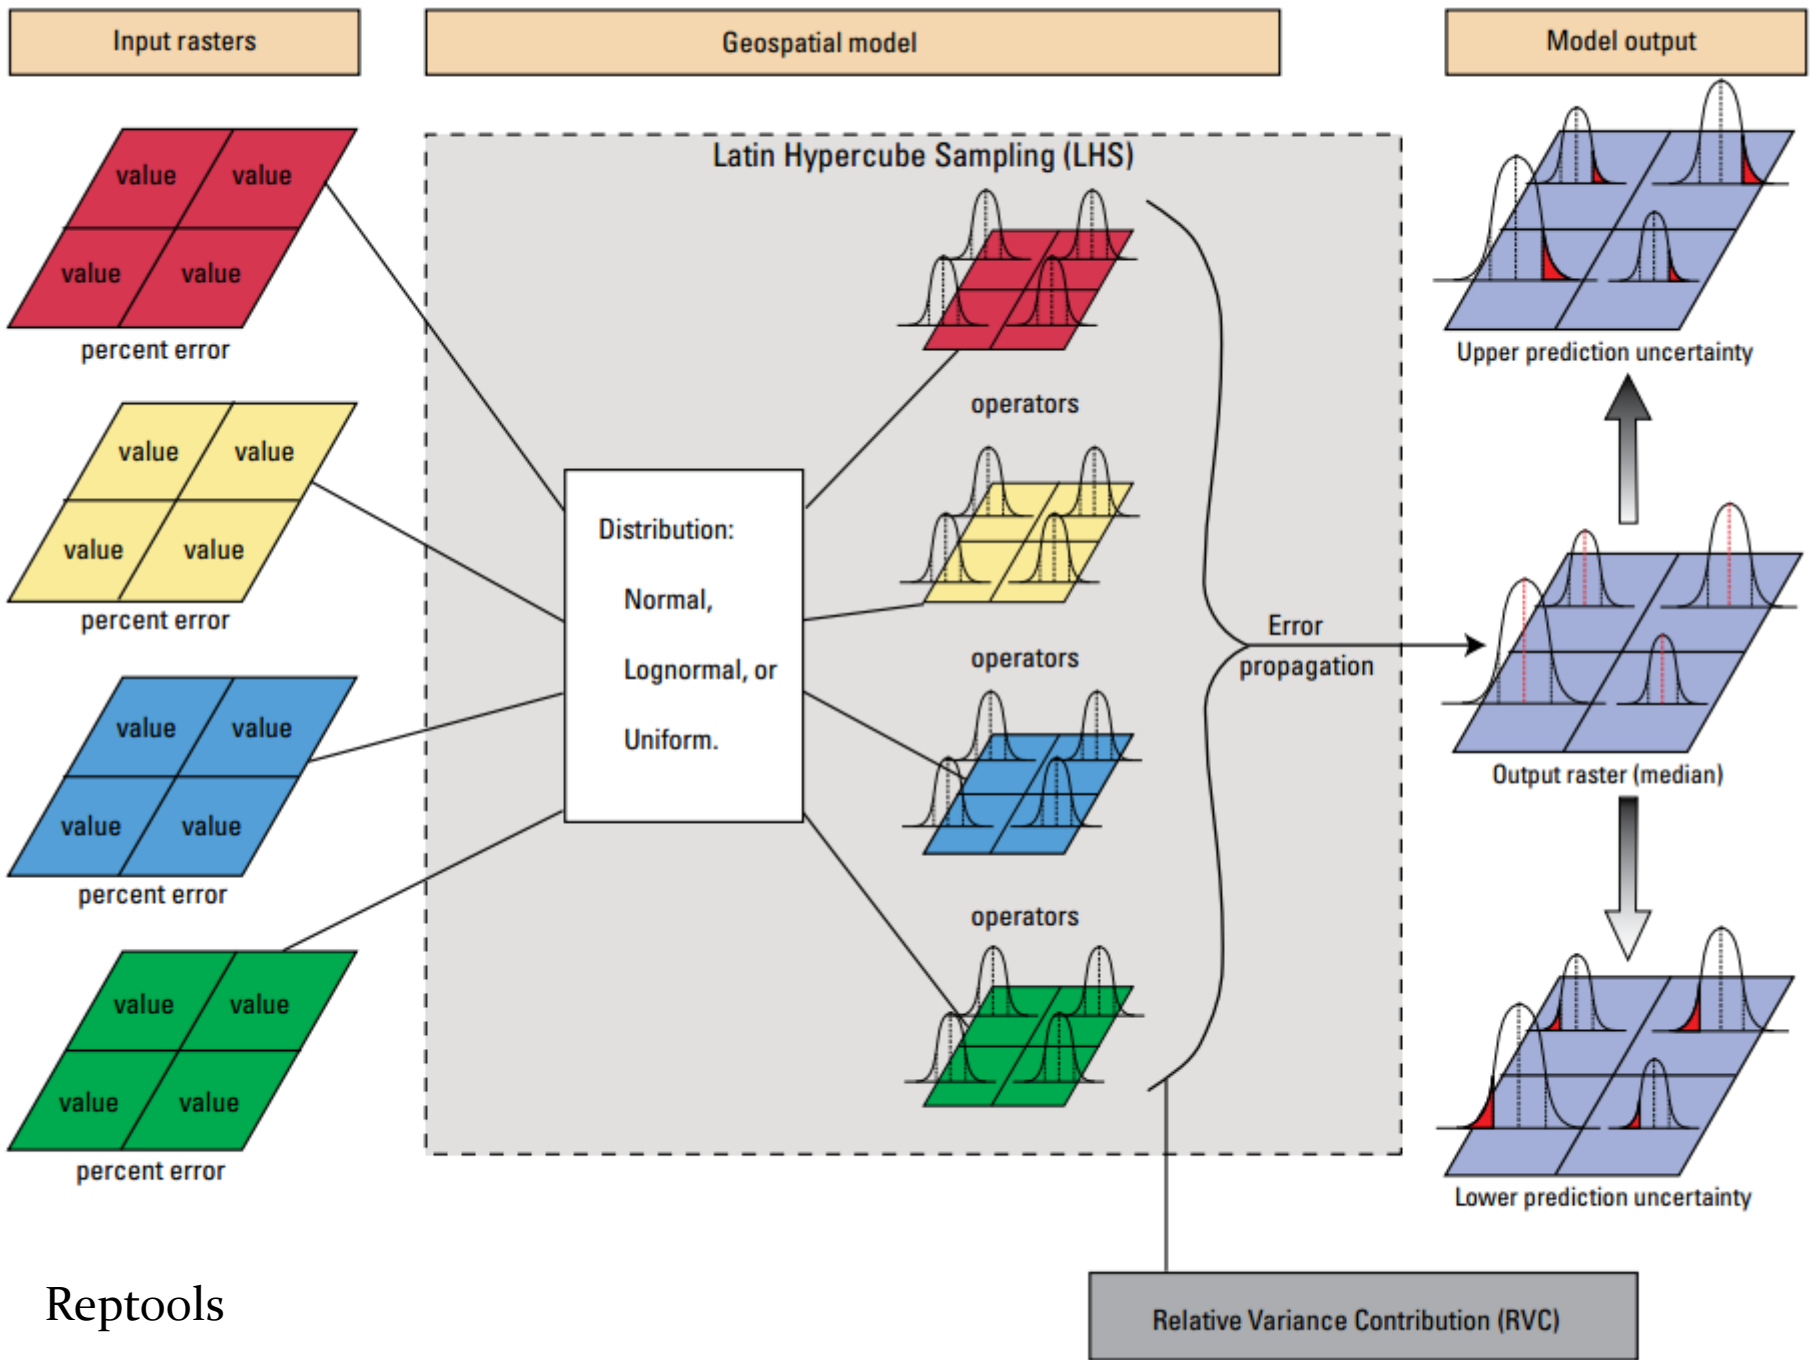 Input rasters
Geospatial model
Model output
value value
value value
percent error
value value
value value
percent error
value value
value value
percent error
value value
value value
percent error
Latin Hypercube Sampling (LHS)
Distribution:
Normal,
Lognormal, or
Uniform.
operators
operators
operators
Error
propagation
Upper prediction uncertainty
Output raster (median)
Lower prediction uncertainty
Relative Variance Contribution (RVC)
Reptools